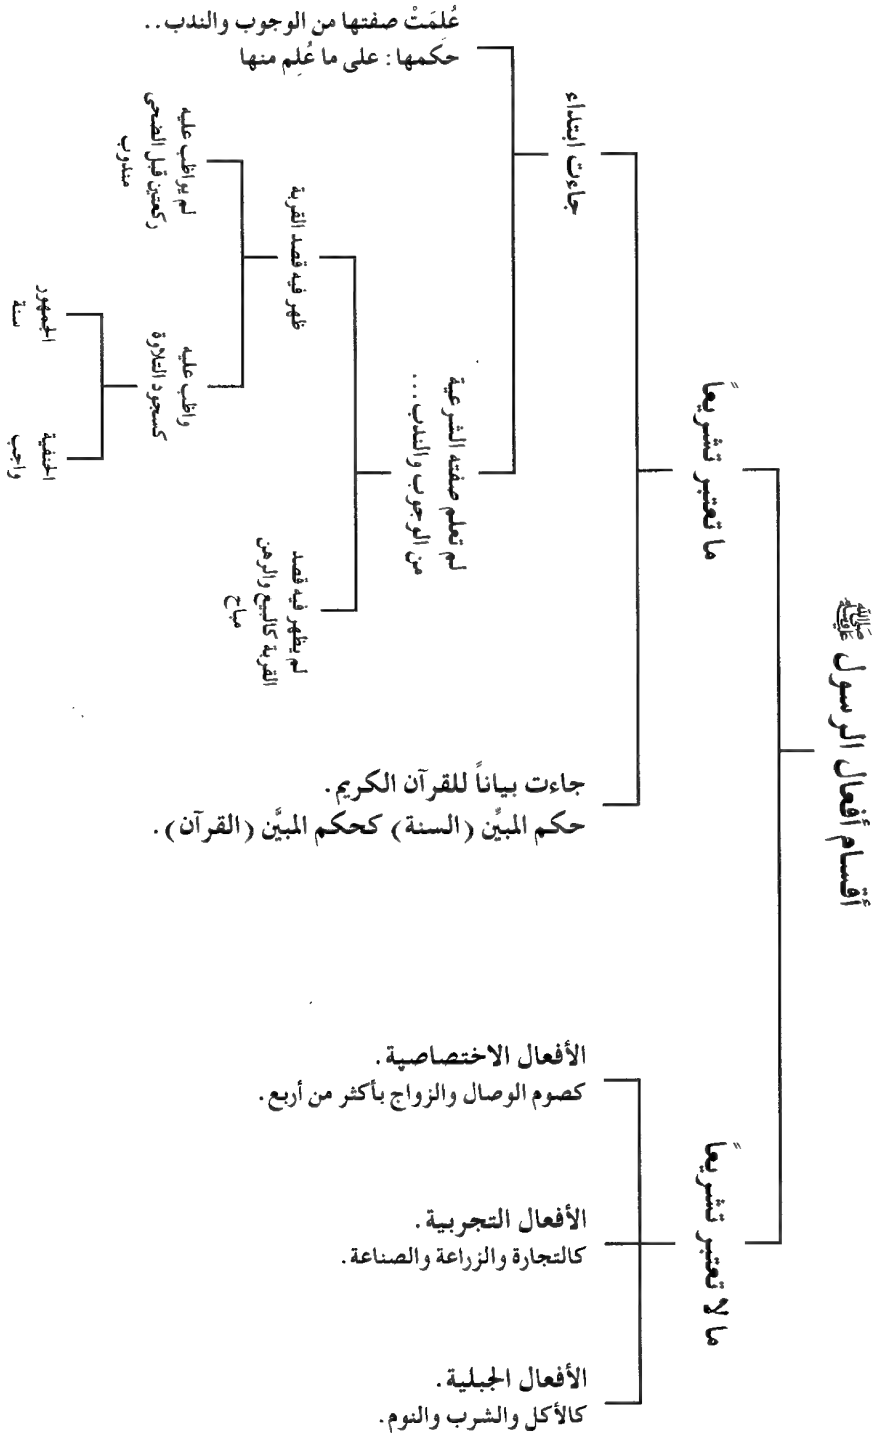 أقسام أفعال الرسول ﷺ
ما تعتبر تشريعاً
جاءت ابتداء
عُلِمَتْ صفتها من الوجوب والندب..
حكمها: على ما عُلِم منها
لم تعلم صفته الشرعية
من الوجوب والندب...
ظهر فيه قصد القربة
لم يواظب عليه
ركعتين قبل الضحى
مندوب
واظب عليه
كسجود التلاوة
الجمهور
سنة
الحنفية
واجب
لم يظهر فيه قصد
القربة كالبيع والرهن
مباح
جاءت بياناً للقرآن الكريم.
حكم المبيِّن (السنة) كحكم المبيَّن (القرآن).
ما لا تعتبر تشريعاً
الأفعال الاختصاصية.
كصوم الوصال والزواج بأكثر من أربع.
الأفعال التجربية.
كالتجارة والزراعة والصناعة.
الأفعال الجبلية.
كالأكل والشرب والنوم.